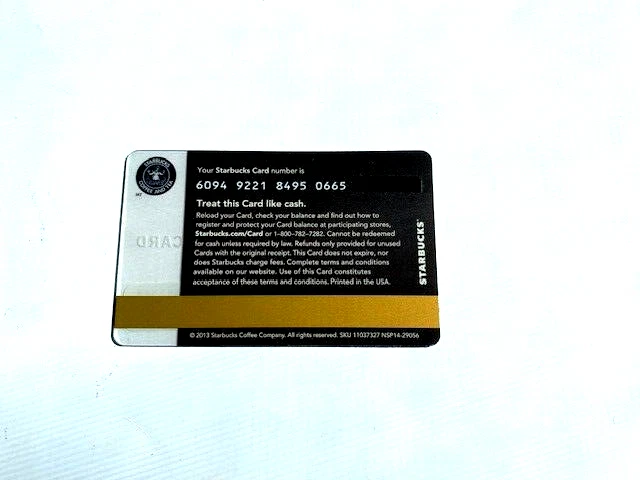 STARBUCKS
COFFEE AND TEA
Your Starbucks Card number is
6094 9221 8495 0665
Treat this Card like cash.
Reload your Card, check your balance and find out how to
register and protect your Card balance at participating stores,
Starbucks.com/Card or 1-800-782-7282. Cannot be redeemed
for cash unless required by law. Refunds only provided for unused
Cards with the original receipt. This Card does not expire, nor
does Starbucks charge fees. Complete terms and conditions
available on our website. Use of this Card constitutes
acceptance of these terms and conditions. Printed in the USA.
CARD
STARBUCKS
© 2013 Starbucks Coffee Company. All rights reserved. SKU 11037327 NSP14-29056